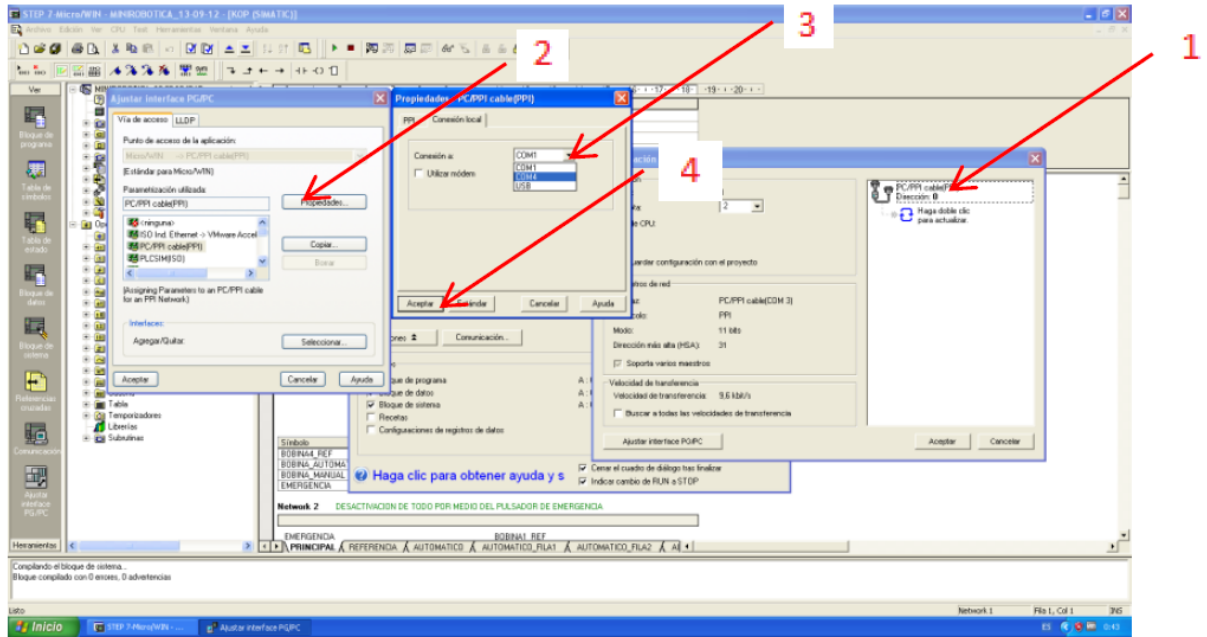 STEP 7-Micro/WIN - MINIROBOTICA_13-09-12 - [KOP (SIMATIC)]
Archivo Edición Ver CPU Test Herramientas Ventana Ayuda
3
2
1
4
Ver
Bloque de programa
Tabla de símbolos
Tabla de estado
Bloque de datos
Bloque de sistema
Referencias cruzadas
Comunicación
Ajustar interface PG/PC
Herramientas
Tabla
Temporizadores
Librerías
Subrutinas
Ajustar interface PG/PC
Vía de acceso LLDP
Punto de acceso de la aplicación:
Micro/WIN -> PC/PPI cable(PPI)
(Estándar para Micro/WIN)
Parametrización utilizada:
PC/PPI cable(PPI)
Propiedades...
<ninguna>
ISO Ind. Ethernet -> VMware Accel
PC/PPI cable(PPI)
PLCSIM(ISO)
Copiar...
Borrar
(Assigning Parameters to an PC/PPI cable
for an PPI Network)
Interfaces:
Agregar/Quitar:
Seleccionar...
Aceptar Cancelar Ayuda
Propiedades - PC/PPI cable(PPI)
PPI Conexión local
Conexión a:
COM1
COM1
COM4
USB
Utilizar módem
Aceptar Estándar Cancelar Ayuda
-17- 18- -19- -20-
2
CPU:
guardar configuración con el proyecto
de red
PC/PPI cable(COM 3)
PPI
Modo: 11 bits
Dirección más alta (HSA): 31
Soporta varios maestros
Velocidad de transferencia
Velocidad de transferencia: 9,6 kbit/s
Buscar a todas las velocidades de transferencia
Ajustar interface PG/PC
Aceptar Cancelar
PC/PPI cable(PPI)
Dirección: 0
Haga doble clic
para actualizar.
Comunicación...
Bloque de programa
Bloque de datos
Bloque de sistema
Recetas
Configuraciones de registros de datos
Haga clic para obtener ayuda y s
Cerrar el cuadro de diálogo tras finalizar
Indicar cambio de RUN a STOP
Símbolo
BOBINA4_REF
BOBINA_AUTOMAT
BOBINA_MANUAL
EMERGENCIA
Network 2 DESACTIVACION DE TODO POR MEDIO DEL PULSADOR DE EMERGENCIA
EMERGENCIA BOBINA1_REF
PRINCIPAL REFERENCIA AUTOMATICO AUTOMATICO_FILA1 AUTOMATICO_FILA2
Compilando el bloque de sistema...
Bloque compilado con 0 errores, 0 advertencias
Listo
Network 1 Fila 1, Col 1 INS
Inicio STEP 7-Micro/WIN - ... Ajustar interface PG/PC ES 0:43